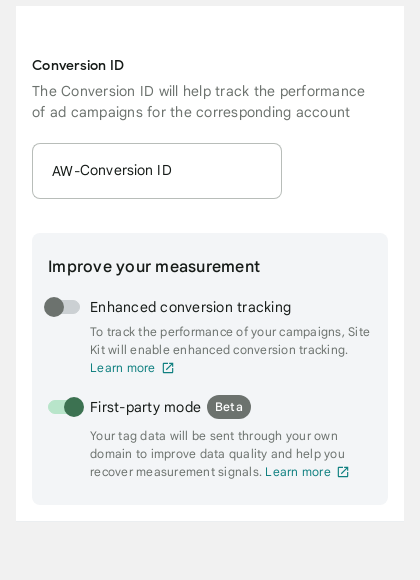 Conversion ID
The Conversion ID will help track the performance
of ad campaigns for the corresponding account
AW-Conversion ID
Improve your measurement
Enhanced conversion tracking
To track the performance of your campaigns, Site
Kit will enable enhanced conversion tracking.
Learn more
First-party mode Beta
Your tag data will be sent through your own
domain to improve data quality and help you
recover measurement signals. Learn more